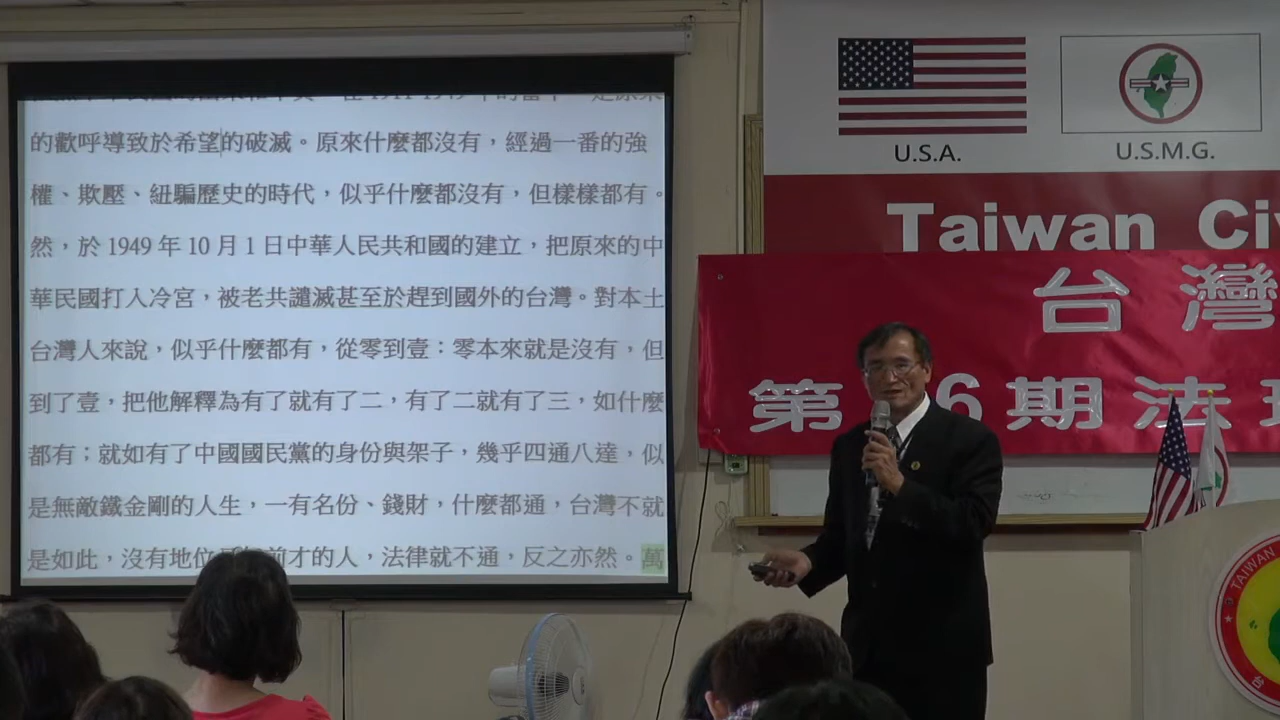 的歡呼導致於希望的破滅。原來什麼都沒有，經過一番的強
權、欺壓、紐騙歷史的時代，似乎什麼都沒有，但樣樣都有。
然，於 1949 年 10 月 1 日中華人民共和國的建立，把原來的中
華民國打入冷宮，被老共譴滅甚至於趕到國外的台灣。對本土
台灣人來說，似乎什麼都有，從零到壹：零本來就是沒有，但
到了壹，把他解釋為有了就有了二，有了二就有了三，如什麼
都有；就如有了中國國民黨的身份與架子，幾乎四通八達，似
是無敵鐵金剛的人生，一有名份、錢財，什麼都通，台灣不就
是如此，沒有地位前才的人，法律就不通，反之亦然。萬
U.S.A.
U.S.M.G.
Taiwan Ci
台灣
第 6期法
TAIWAN
台